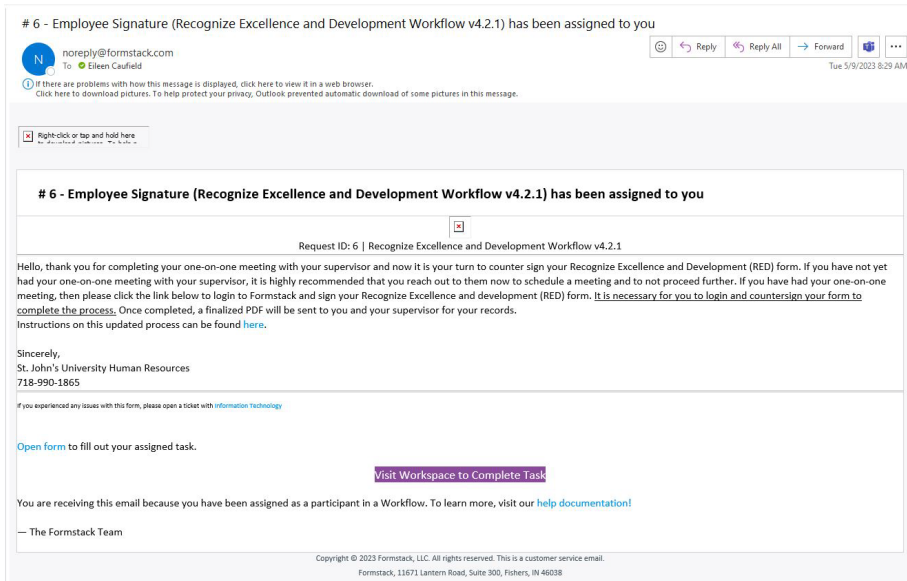 # 6 - Employee Signature (Recognize Excellence and Development Workflow v4.2.1) has been assigned to you
N
noreply@formstack.com
To Eileen Caufield
Reply
Reply All
Forward
Tue 5/9/2023 8:29 AM
If there are problems with how this message is displayed, click here to view it in a web browser.
Click here to download pictures. To help protect your privacy, Outlook prevented automatic download of some pictures in this message.
Right-click or tap and hold here
to download pictures. To help
# 6 - Employee Signature (Recognize Excellence and Development Workflow v4.2.1) has been assigned to you
Request ID: 6 | Recognize Excellence and Development Workflow v4.2.1
Hello, thank you for completing your one-on-one meeting with your supervisor and now it is your turn to counter sign your Recognize Excellence and Development (RED) form. If you have not yet
had your one-on-one meeting with your supervisor, it is highly recommended that you reach out to them now to schedule a meeting and to not proceed further. If you have had your one-on-one
meeting, then please click the link below to login to Formstack and sign your Recognize Excellence and development (RED) form. It is necessary for you to login and countersign your form to
complete the process. Once completed, a finalized PDF will be sent to you and your supervisor for your records.
Instructions on this updated process can be found here.
Sincerely,
St. John's University Human Resources
718-990-1865
If you experienced any issues with this form, please open a ticket with Information Technology
Open form to fill out your assigned task.
Visit Workspace to Complete Task
You are receiving this email because you have been assigned as a participant in a Workflow. To learn more, visit our help documentation!
— The Formstack Team
Copyright © 2023 Formstack, LLC. All rights reserved. This is a customer service email.
Formstack, 11671 Lantern Road, Suite 300, Fishers, IN 46038